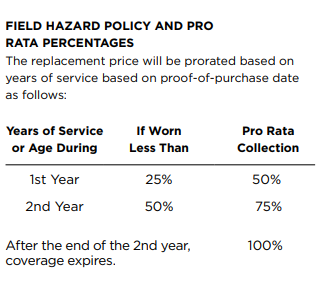 FIELD HAZARD POLICY AND PRO
RATA PERCENTAGES
The replacement price will be prorated based on
years of service based on proof-of-purchase date
as follows:
Years of Service If Worn Pro Rata
or Age During Less Than Collection
1st Year 25% 50%
2nd Year 50% 75%
After the end of the 2nd year, 100%
coverage expires.